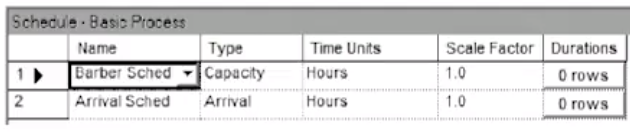 Schedule - Basic Process
Name Type Time Units Scale Factor Durations
1 Barber Sched Capacity Hours 1.0 0 rows
2 Arrival Sched Arrival Hours 1.0 0 rows